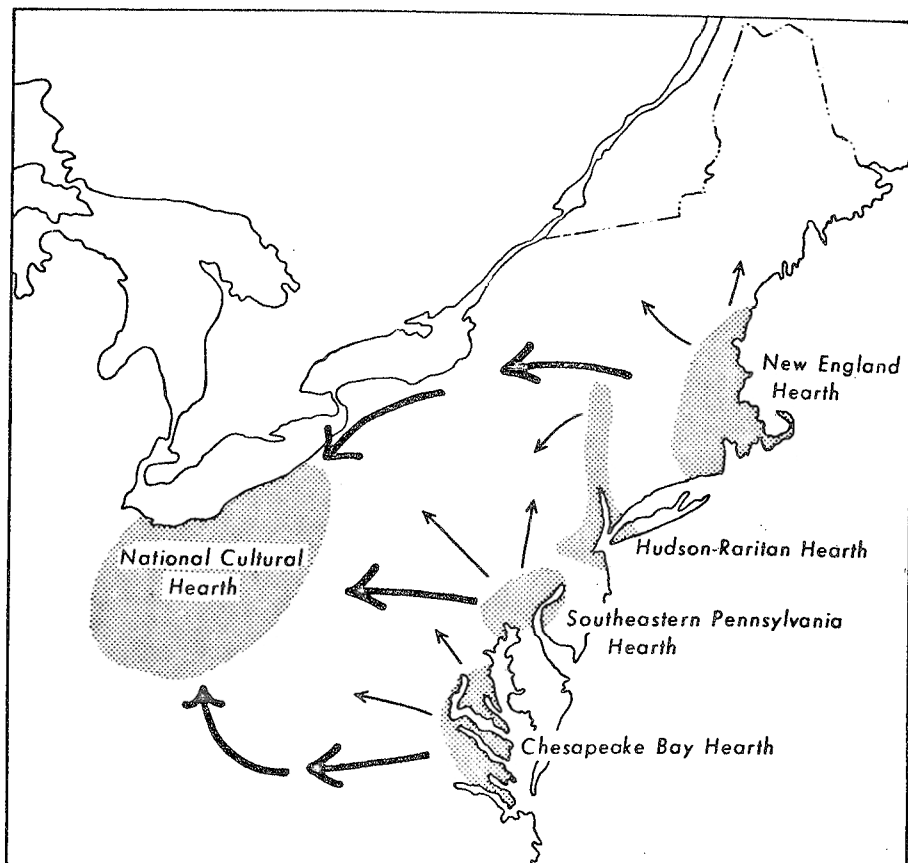 New England
Hearth
National Cultural
Hearth
Hudson-Raritan Hearth
Southeastern Pennsylvania
Hearth
Chesapeake Bay Hearth